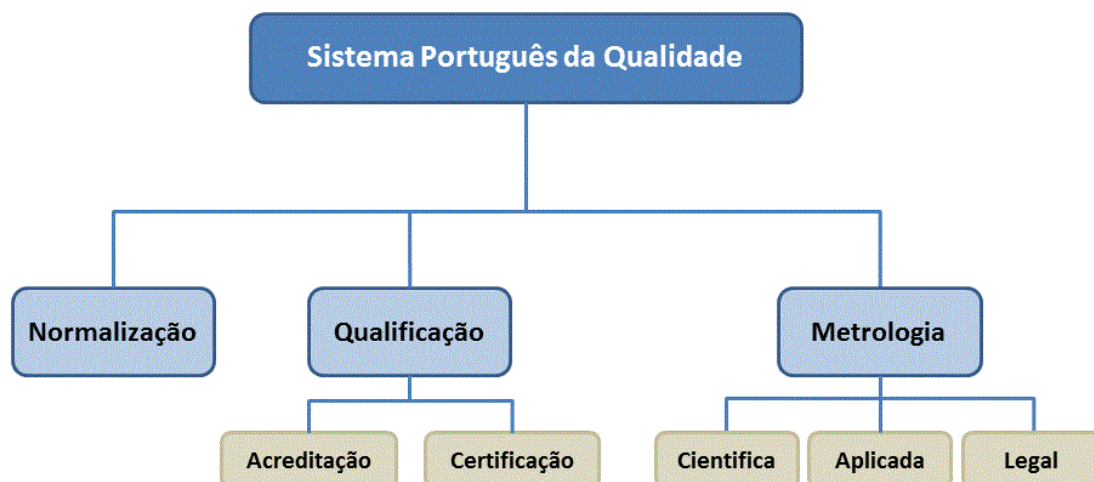 Sistema Português da Qualidade
Normalização
Qualificação
Metrologia
Acreditação
Certificação
Cientifica
Aplicada
Legal